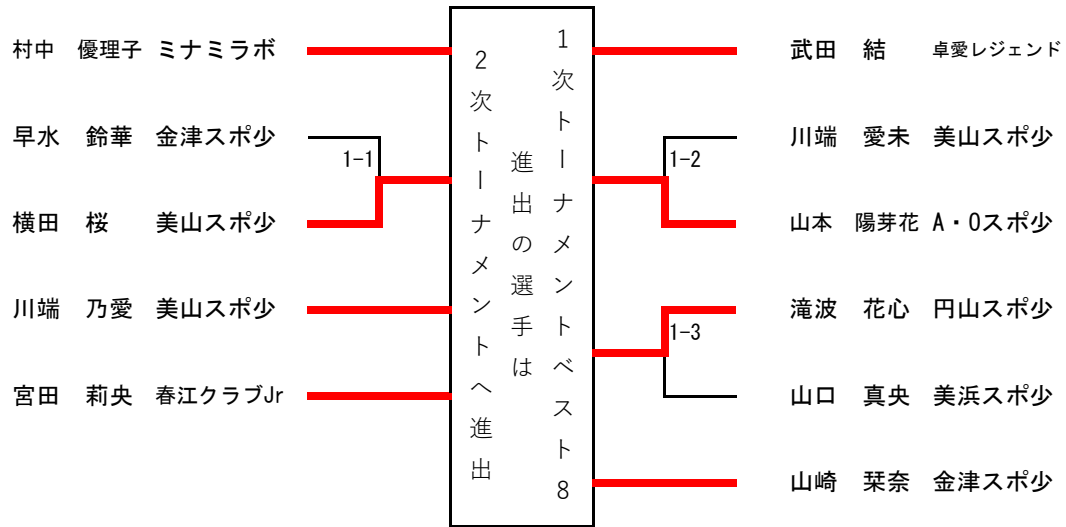 村中 優理子 ミナミラボ
早水 鈴華 金津スポ少
1-1
横田 桜 美山スポ少
川端 乃愛 美山スポ少
宮田 莉央 春江クラブJr
1次トーナメントベスト8
進出の選手は
2次トーナメントへ進出
武田 結 卓愛レジェンド
川端 愛未 美山スポ少
1-2
山本 陽芽花 A・Oスポ少
滝波 花心 円山スポ少
1-3
山口 真央 美浜スポ少
山崎 栞奈 金津スポ少